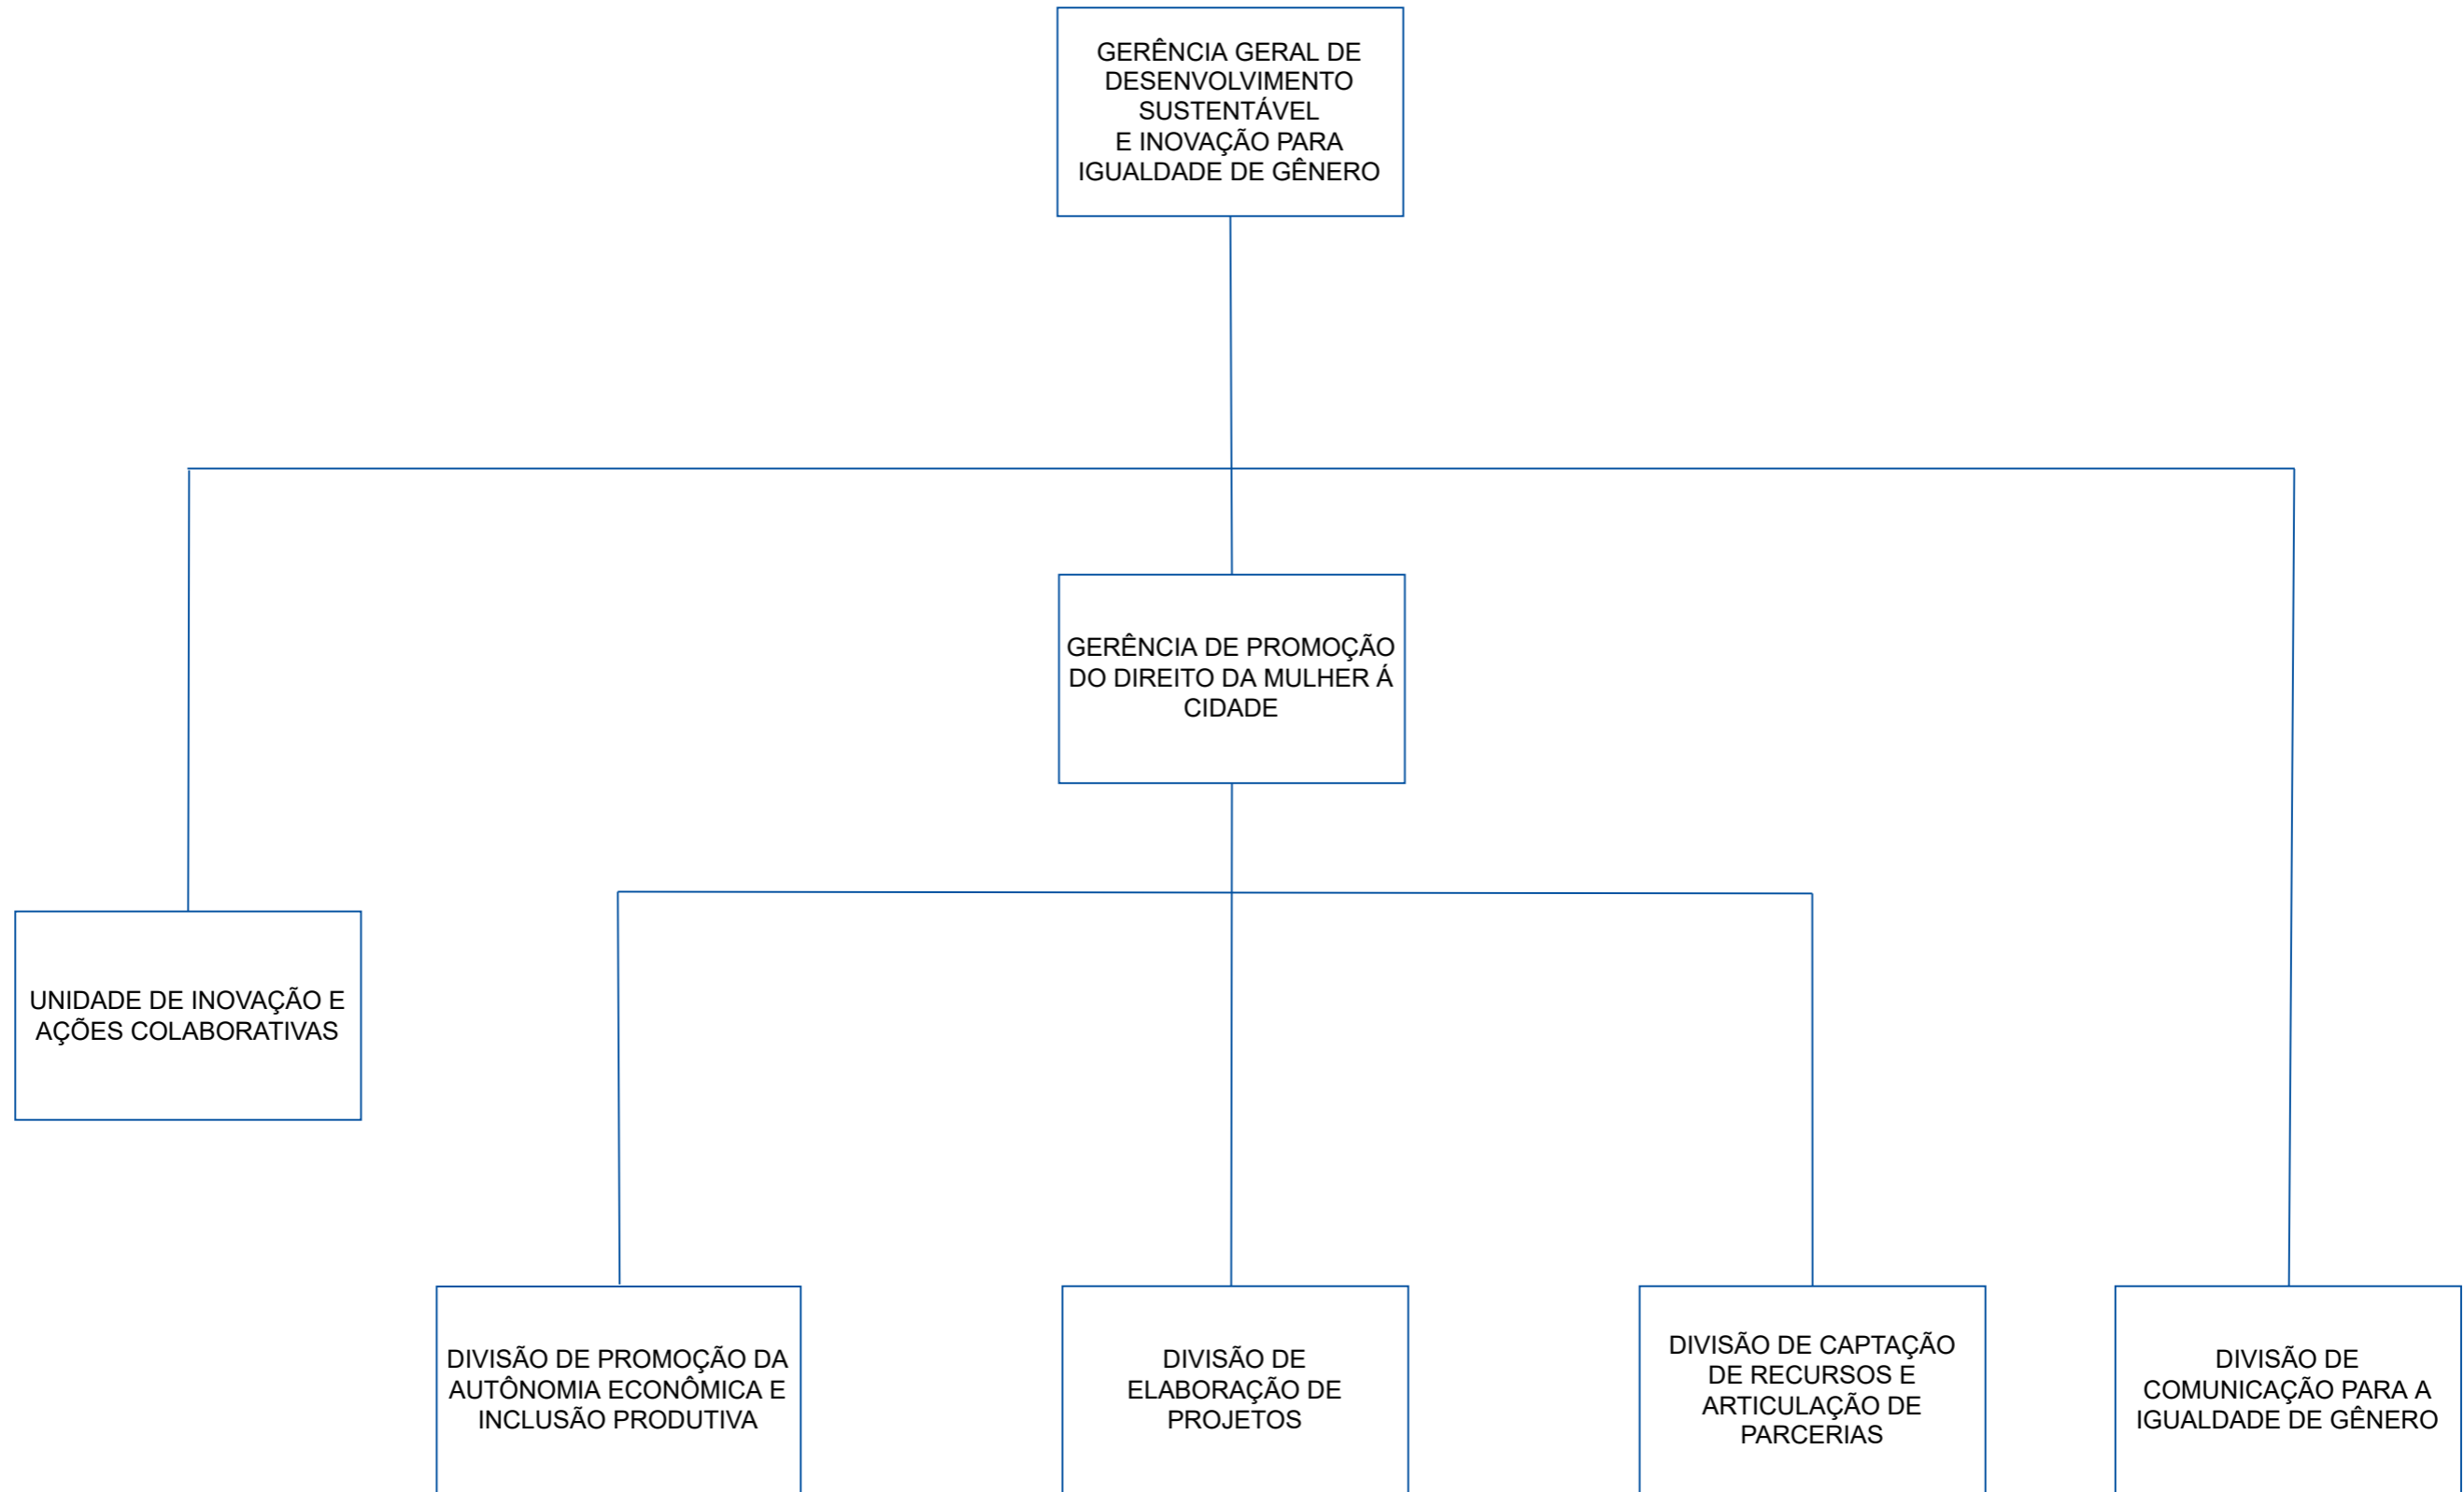 GERÊNCIA GERAL DE
DESENVOLVIMENTO
SUSTENTÁVEL
E INOVAÇÃO PARA
IGUALDADE DE GÊNERO
GERÊNCIA DE PROMOÇÃO
DO DIREITO DA MULHER Á
CIDADE
UNIDADE DE INOVAÇÃO E
AÇÕES COLABORATIVAS
DIVISÃO DE PROMOÇÃO DA
AUTÔNOMIA ECONÔMICA E
INCLUSÃO PRODUTIVA
DIVISÃO DE
ELABORAÇÃO DE
PROJETOS
DIVISÃO DE CAPTAÇÃO
DE RECURSOS E
ARTICULAÇÃO DE
PARCERIAS
DIVISÃO DE
COMUNICAÇÃO PARA A
IGUALDADE DE GÊNERO